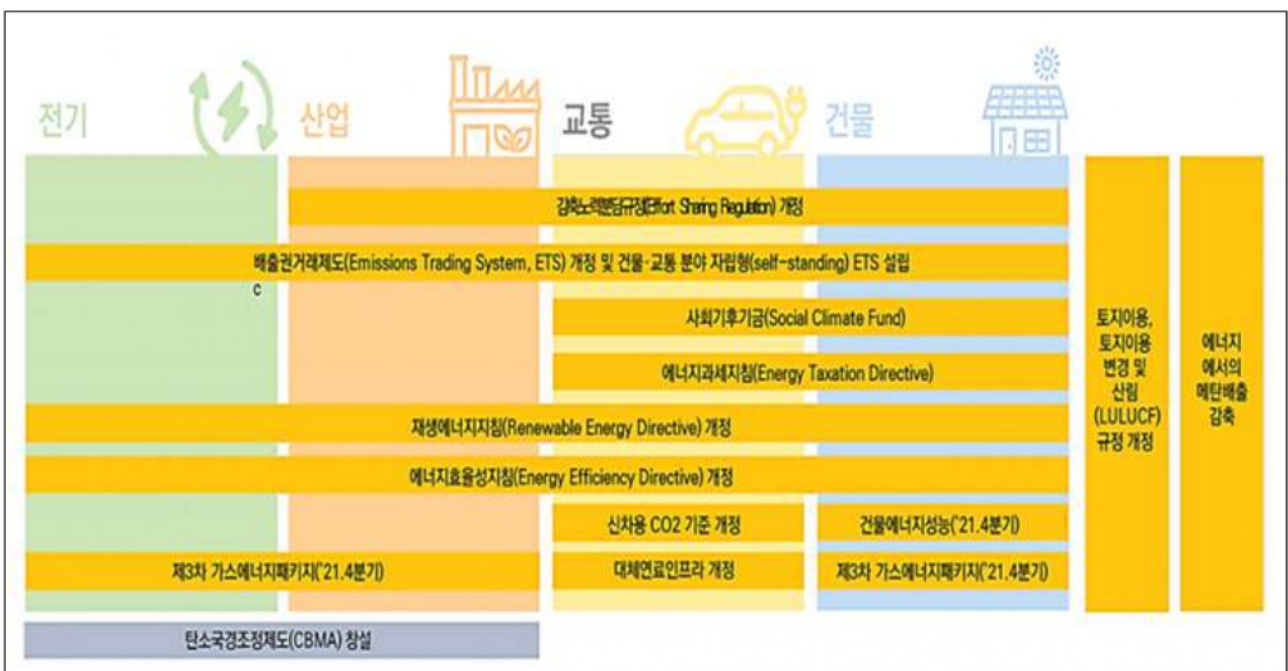 전기
산업
교통
건물
감축노력분담규정(Effort Sharing Regulation) 개정
배출권거래제도(Emissions Trading System, ETS) 개정 및 건물·교통 분야 자립형(self-standing) ETS 설립
c
사회기후기금(Social Climate Fund)
에너지과세지침(Energy Taxation Directive)
재생에너지지침(Renewable Energy Directive) 개정
에너지효율성지침(Energy Efficiency Directive) 개정
신차용 CO2 기준 개정
건물에너지성능('21.4분기)
제3차 가스에너지패키지('21.4분기)
대체연료인프라 개정
제3차 가스에너지패키지('21.4분기)
탄소국경조정제도(CBMA) 창설
토지이용,
토지이용
변경 및
산림
(LULUCF)
규정 개정
에너지
에서의
메탄배출
감축